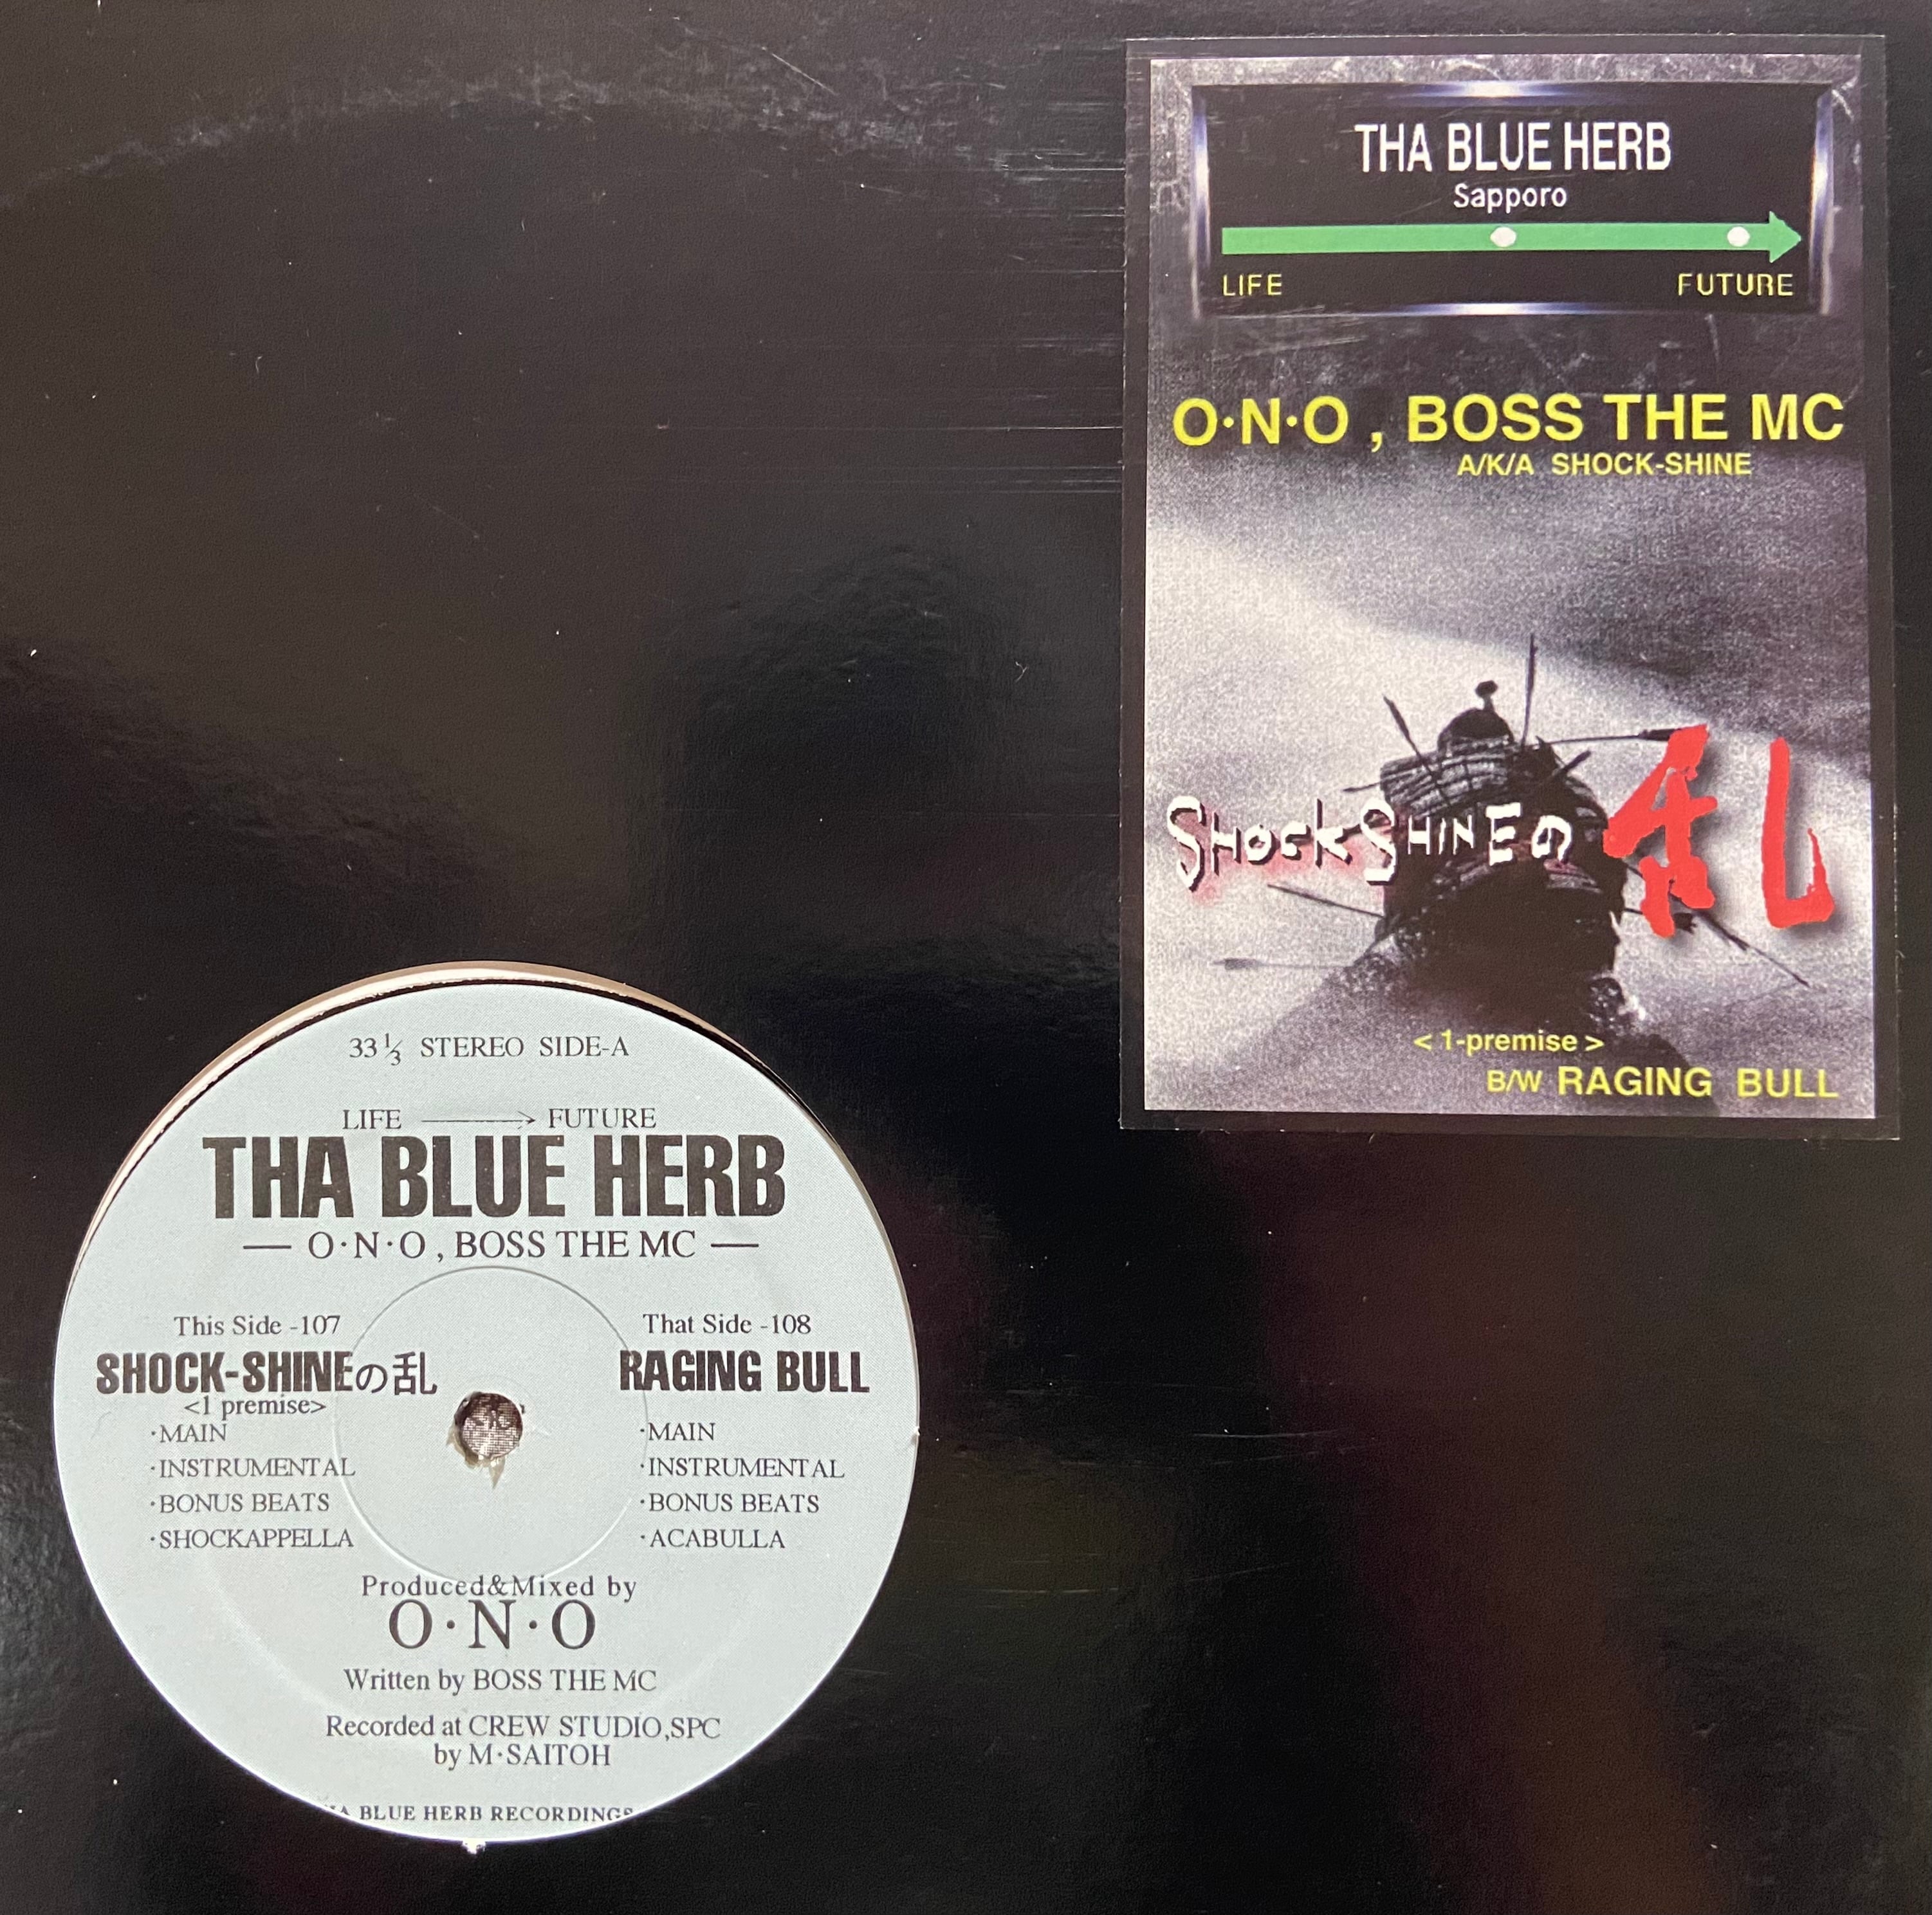 THA BLUE HERB
Sapporo
LIFE FUTURE
O·N·O , BOSS THE MC
A/K/A SHOCK-SHINE
SHOCK SHINEの乱
< 1-premise >
B/W RAGING BULL
33 1/3 STEREO SIDE-A
LIFE → FUTURE
THA BLUE HERB
— O·N·O , BOSS THE MC —
This Side -107
SHOCK-SHINEの乱
<1 premise>
·MAIN
·INSTRUMENTAL
·BONUS BEATS
·SHOCKAPPELLA
That Side -108
RAGING BULL
·MAIN
·INSTRUMENTAL
·BONUS BEATS
·ACABULLA
Produced&Mixed by
O·N·O
Written by BOSS THE MC
Recorded at CREW STUDIO,SPC
by M·SAITOH
BLUE HERB RECORDINGS